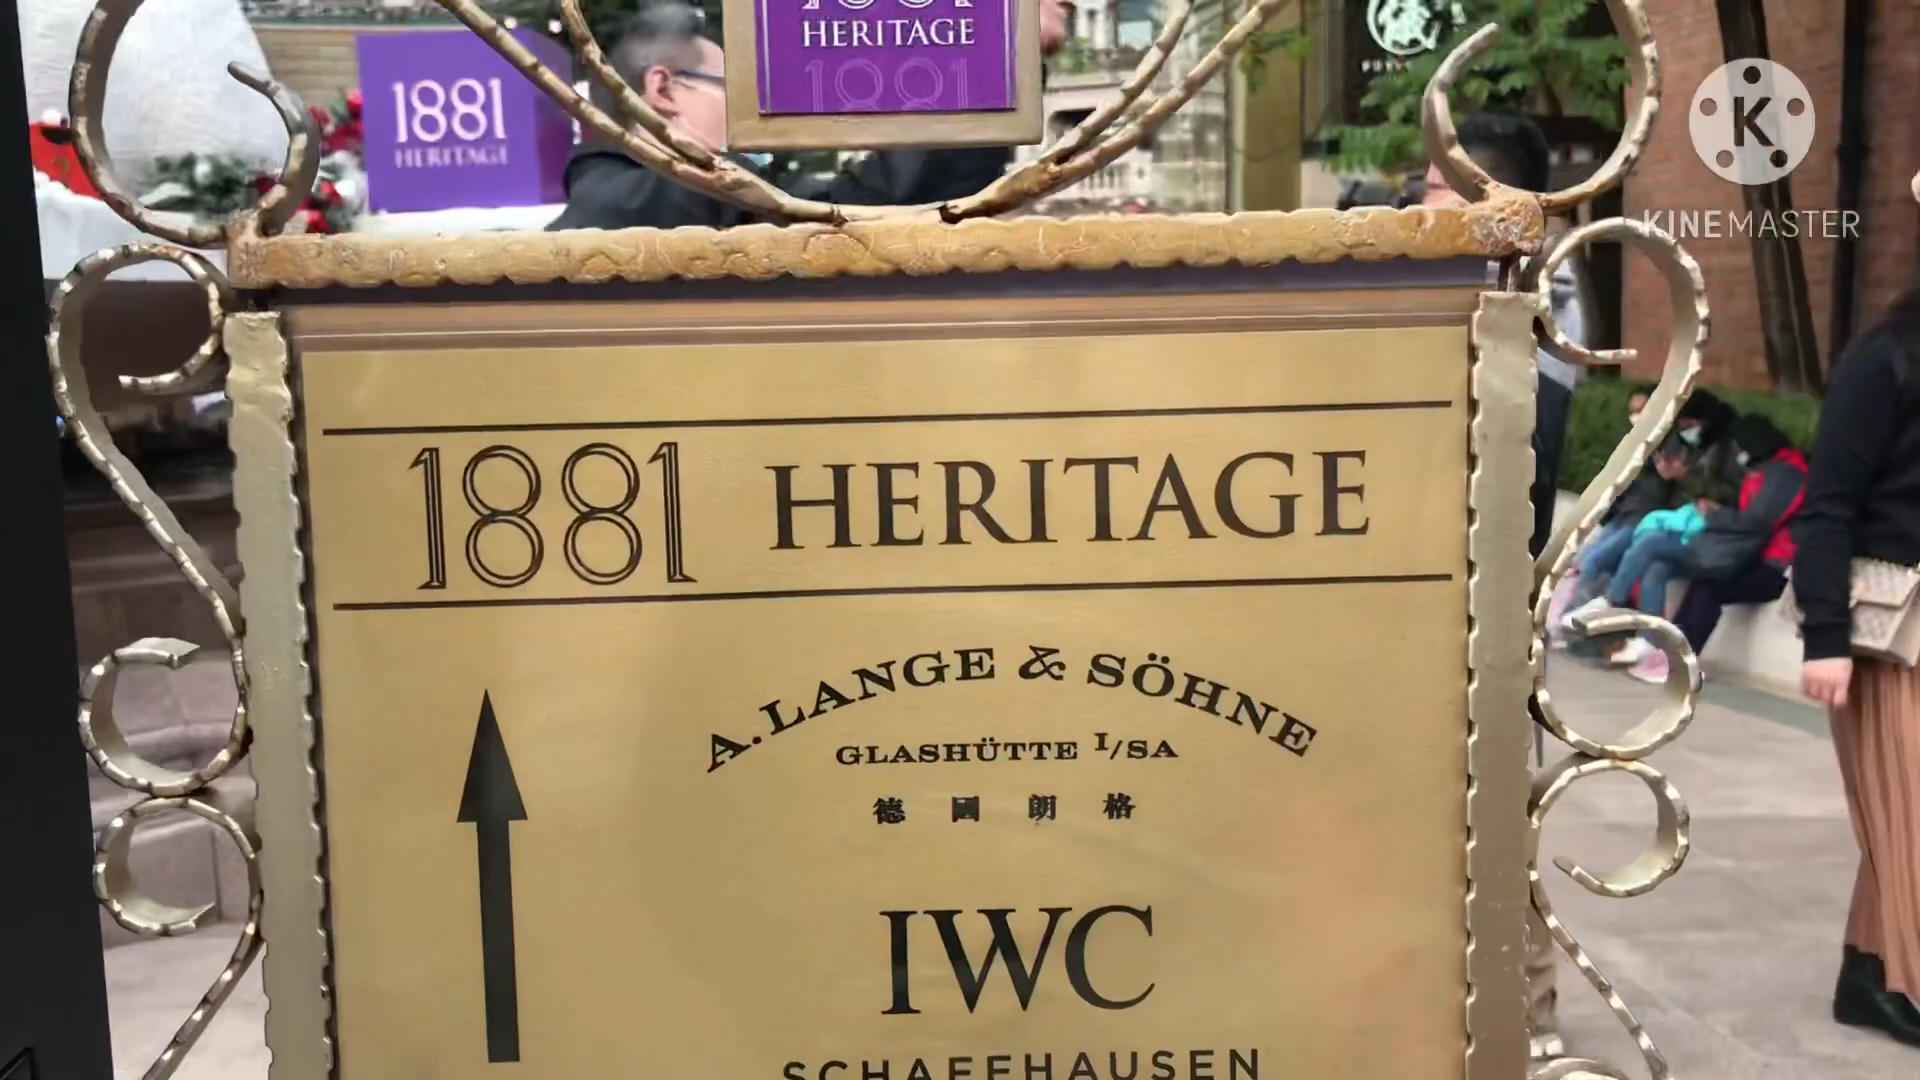 HERITAGE
1881
1881
HERITAGE
K
KINEMASTER
1881 HERITAGE
A. LANGE & SÖHNE
GLASHÜTTE I/SA
德國朗格
IWC
SCHAFFHAUSEN